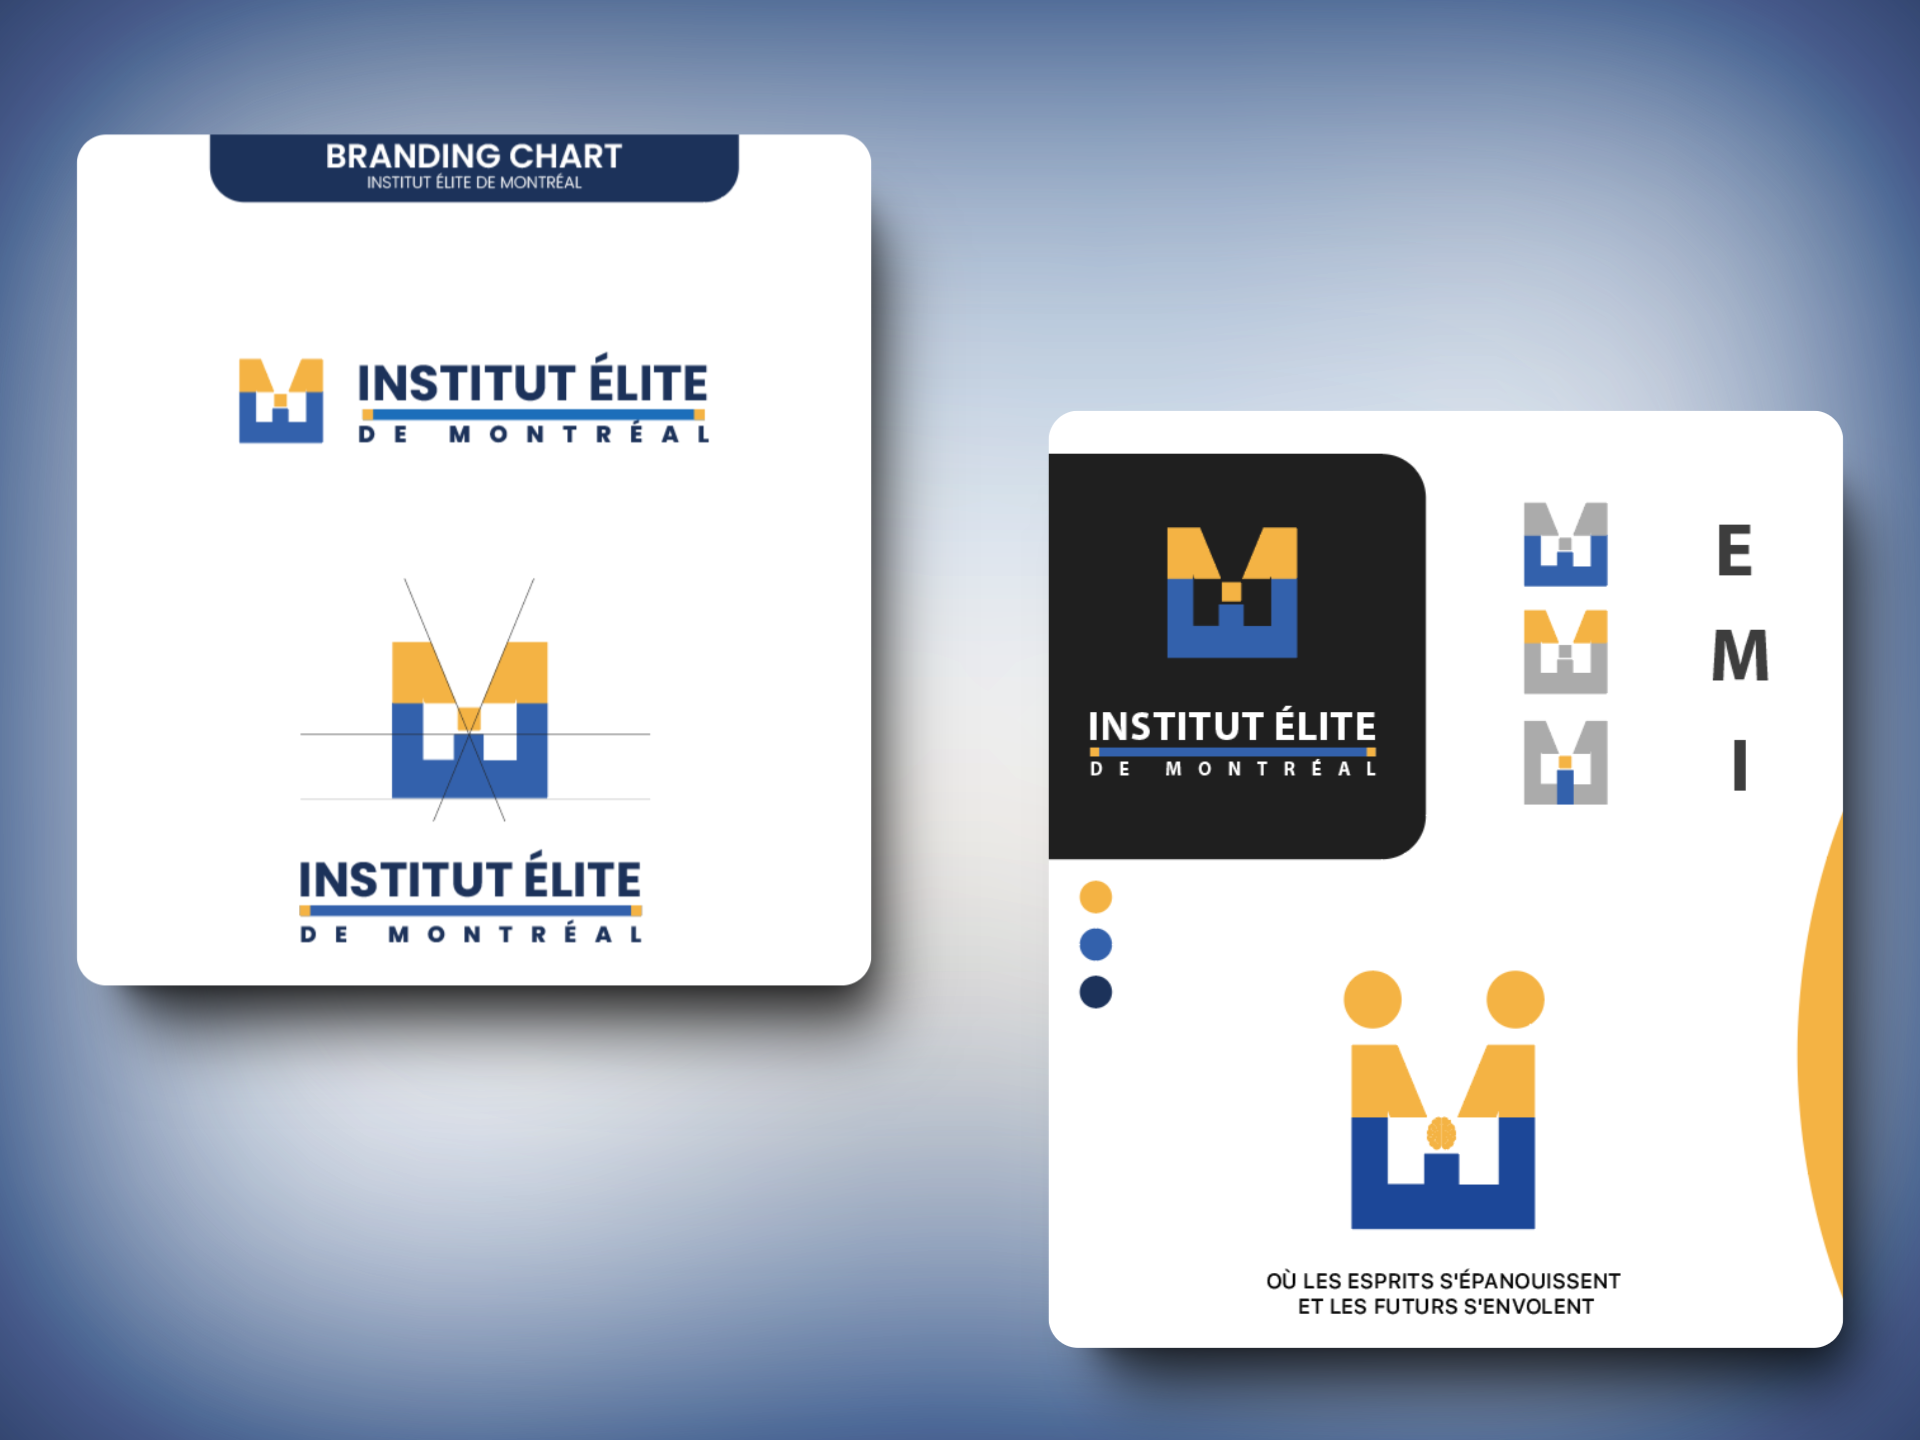 BRANDING CHART
INSTITUT ÉLITE DE MONTRÉAL
INSTITUT ÉLITE
DE MONTRÉAL
INSTITUT ÉLITE
DE MONTRÉAL
INSTITUT ÉLITE
DE MONTRÉAL
E
M
I
OÙ LES ESPRITS S'ÉPANOUISSENT
ET LES FUTURS S'ENVOLENT